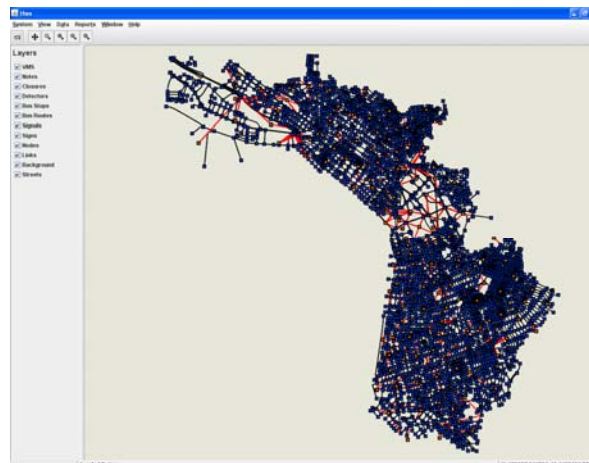 System View Data Reports Window Help
Layers
VMS
Notes
Closures
Detectors
Bus Stops
Bus Routes
Signals
Signs
Nodes
Links
Background
Streets